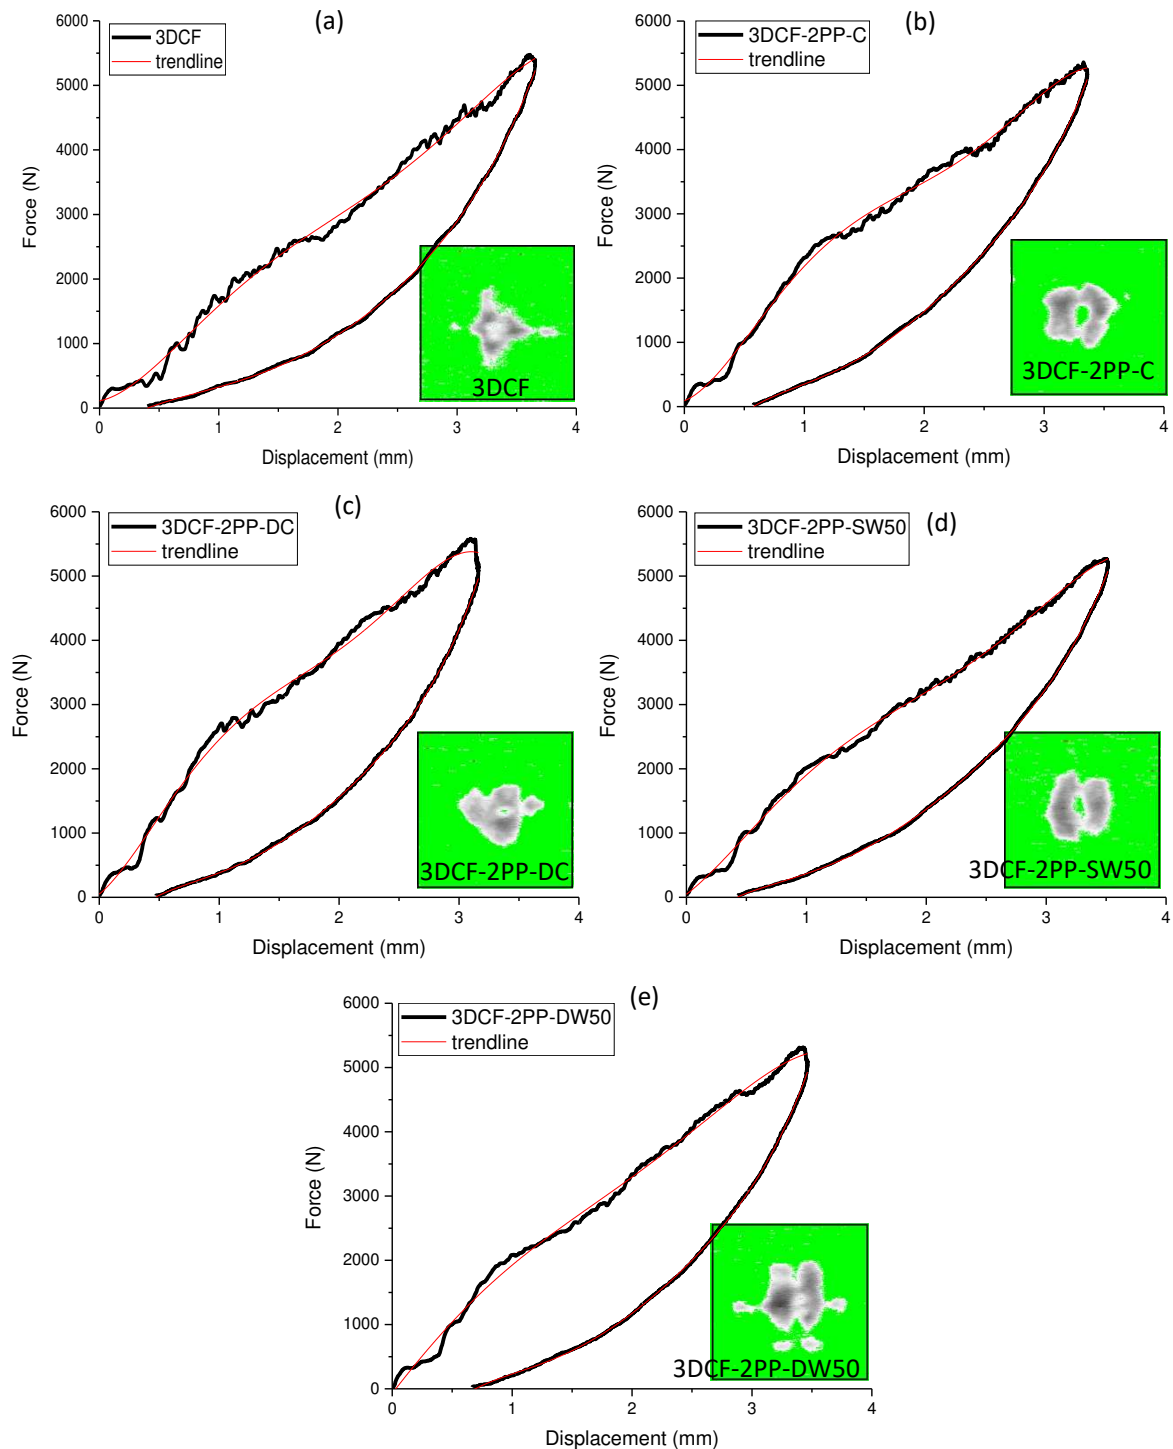 (a)
3DCF
trendline
6000
5000
4000
3000
2000
1000
0
Force (N)
3DCF
0 1 2 3 4
Displacement (mm)
(b)
3DCF-2PP-C
trendline
6000
5000
4000
3000
2000
1000
0
Force (N)
3DCF-2PP-C
0 1 2 3 4
Displacement (mm)
(c)
3DCF-2PP-DC
trendline
6000
5000
4000
3000
2000
1000
0
Force (N)
3DCF-2PP-DC
0 1 2 3 4
Displacement (mm)
(d)
3DCF-2PP-SW50
trendline
6000
5000
4000
3000
2000
1000
0
Force (N)
3DCF-2PP-SW50
0 1 2 3 4
Displacement (mm)
(e)
3DCF-2PP-DW50
trendline
6000
5000
4000
3000
2000
1000
0
Force (N)
3DCF-2PP-DW50
0 1 2 3 4
Displacement (mm)